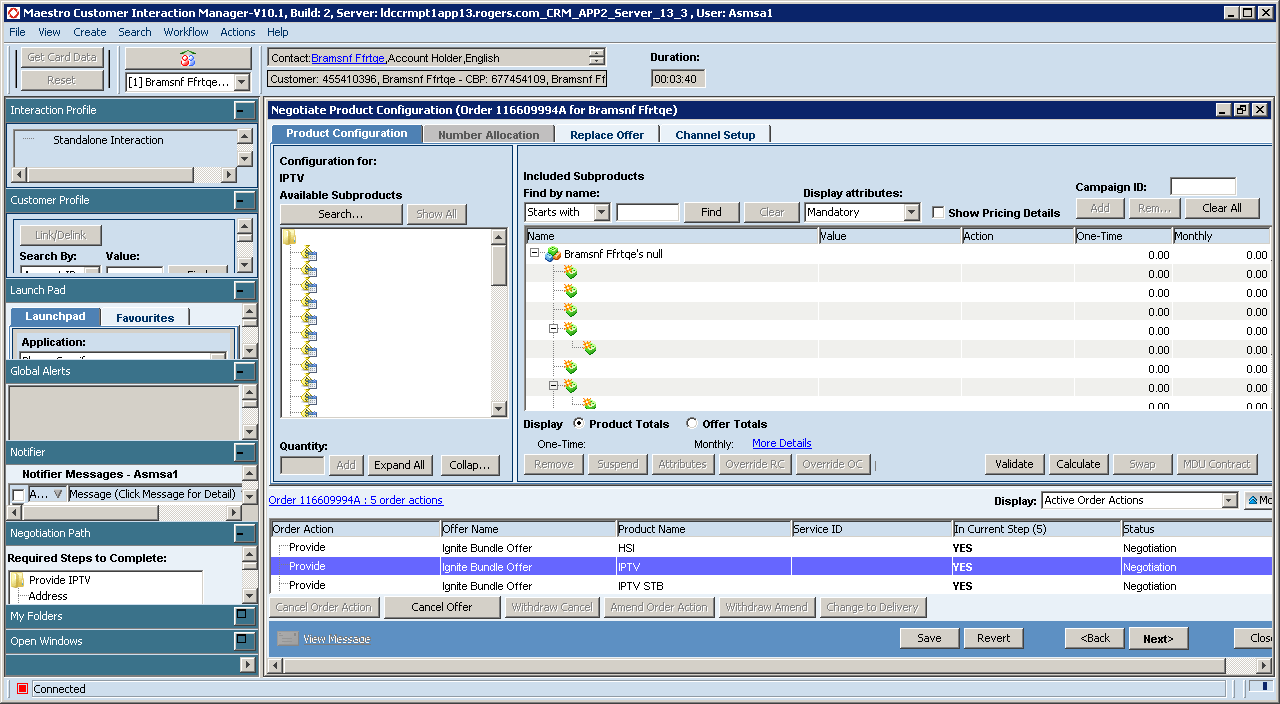 Maestro Customer Interaction Manager-V10.1, Build: 2, Server: ldccrmpt1app13.rogers.com_CRM_APP2_Server_13_3 , User: Asmsa1
File View Create Search Workflow Actions Help
Get Card Data
Reset
[1] Bramsnf Ffrtqe...
Contact:Bramsnf Ffrtqe,Account Holder,English
Customer: 455410396, Bramsnf Ffrtqe - CBP: 677454109, Bramsnf Ff
Duration:
00:03:40
Interaction Profile
Standalone Interaction
Customer Profile
Link/Delink
Search By: Value:
Launch Pad
Launchpad Favourites
Application:
Global Alerts
Notifier
Notifier Messages - Asmsa1
A... Message (Click Message for Detail)
Negotiation Path
Required Steps to Complete:
Provide IPTV
Address
My Folders
Open Windows
Negotiate Product Configuration (Order 116609994A for Bramsnf Ffrtqe)
Product Configuration Number Allocation Replace Offer Channel Setup
Configuration for:
IPTV
Available Subproducts
Search... Show All
Quantity:
Add Expand All Collap...
Included Subproducts
Find by name: Display attributes: Campaign ID:
Starts with Find Clear Mandatory Show Pricing Details Add Rem... Clear All
Name Value Action One-Time Monthly
Bramsnf Ffrtqe's null 0.00 0.00
0.00 0.00
0.00 0.00
0.00 0.00
0.00 0.00
0.00 0.00
0.00 0.00
0.00 0.00
0.00 0.00
Display Product Totals Offer Totals
One-Time: Monthly: More Details
Remove Suspend Attributes Override RC Override OC Validate Calculate Swap MDU Contract
Order 116609994A : 5 order actions Display: Active Order Actions Mo
Order Action Offer Name Product Name Service ID In Current Step (5) Status
Provide Ignite Bundle Offer HSI YES Negotiation
Provide Ignite Bundle Offer IPTV YES Negotiation
Provide Ignite Bundle Offer IPTV STB YES Negotiation
Cancel Order Action Cancel Offer Withdraw Cancel Amend Order Action Withdraw Amend Change to Delivery
View Message Save Revert <Back Next> Clos
Connected